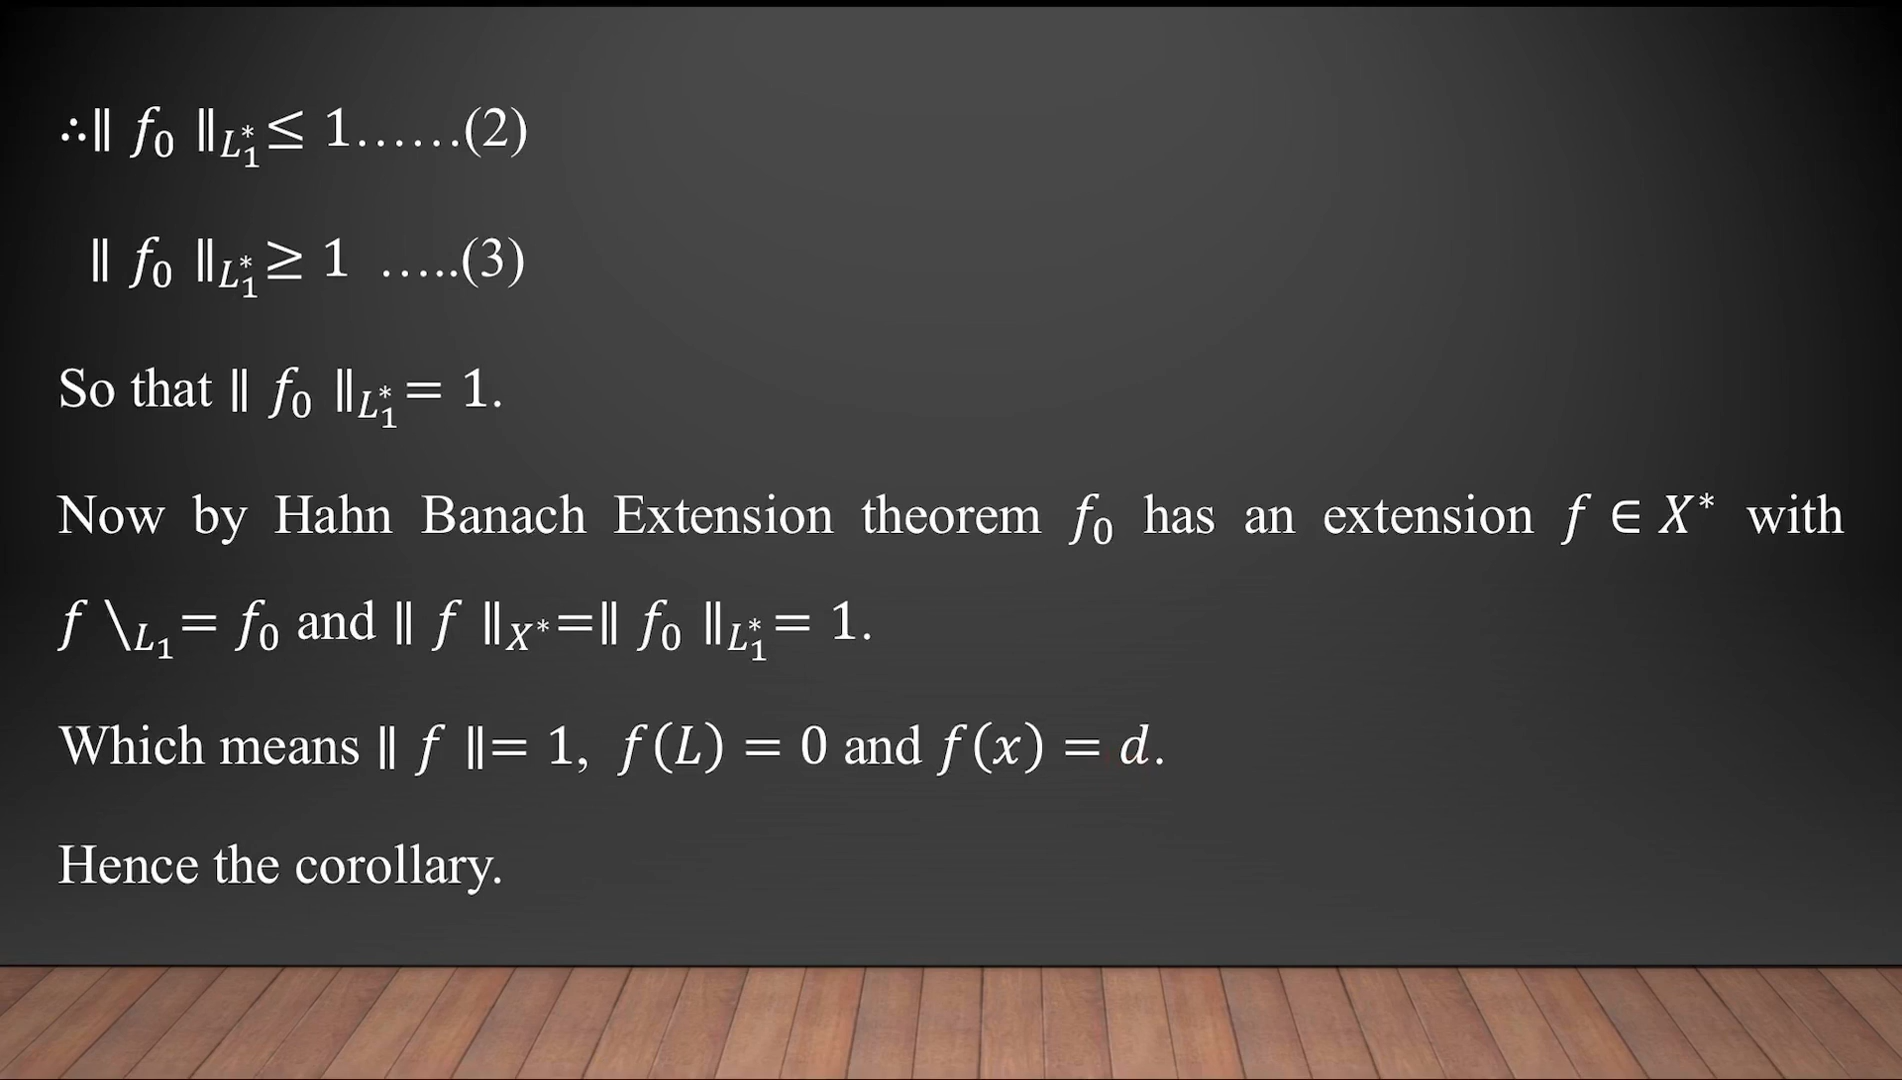 ∴‖ f₀ ‖_{L₁*} ≤ 1......(2)
‖ f₀ ‖_{L₁*} ≥ 1 .....(3)
So that ‖ f₀ ‖_{L₁*} = 1.
Now by Hahn Banach Extension theorem f₀ has an extension f ∈ X* with
f \_{L₁} = f₀ and ‖ f ‖_{X*} =‖ f₀ ‖_{L₁*} = 1.
Which means ‖ f ‖= 1, f(L) = 0 and f(x) = d.
Hence the corollary.